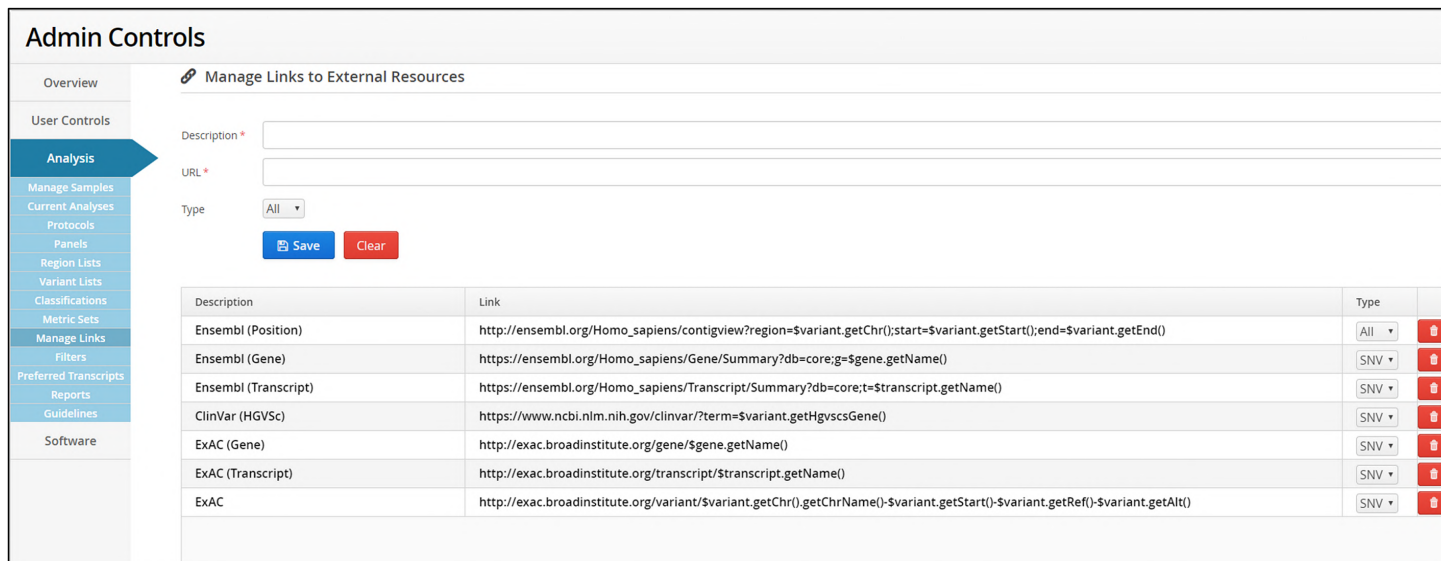 Admin Controls
Overview
User Controls
Analysis
Manage Samples
Current Analyses
Protocols
Panels
Region Lists
Variant Lists
Classifications
Metric Sets
Manage Links
Filters
Preferred Transcripts
Reports
Guidelines
Software
Manage Links to External Resources
Description *
URL *
Type All
Save Clear
Description Link Type
Ensembl (Position) http://ensembl.org/Homo_sapiens/contigview?region=$variant.getChr();start=$variant.getStart();end=$variant.getEnd() All
Ensembl (Gene) https://ensembl.org/Homo_sapiens/Gene/Summary?db=core;g=$gene.getName() SNV
Ensembl (Transcript) https://ensembl.org/Homo_sapiens/Transcript/Summary?db=core;t=$transcript.getName() SNV
ClinVar (HGVSc) https://www.ncbi.nlm.nih.gov/clinvar/?term=$variant.getHgvscsGene() SNV
ExAC (Gene) http://exac.broadinstitute.org/gene/$gene.getName() SNV
ExAC (Transcript) http://exac.broadinstitute.org/transcript/$transcript.getName() SNV
ExAC http://exac.broadinstitute.org/variant/$variant.getChr().getChrName()-$variant.getStart()-$variant.getRef()-$variant.getAlt() SNV